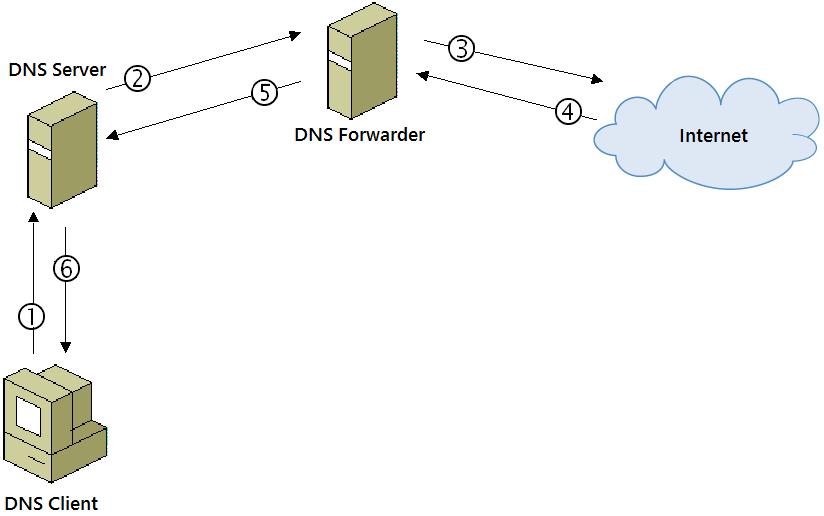 DNS Server
②
⑤
DNS Forwarder
③
④
Internet
①
⑥
DNS Client